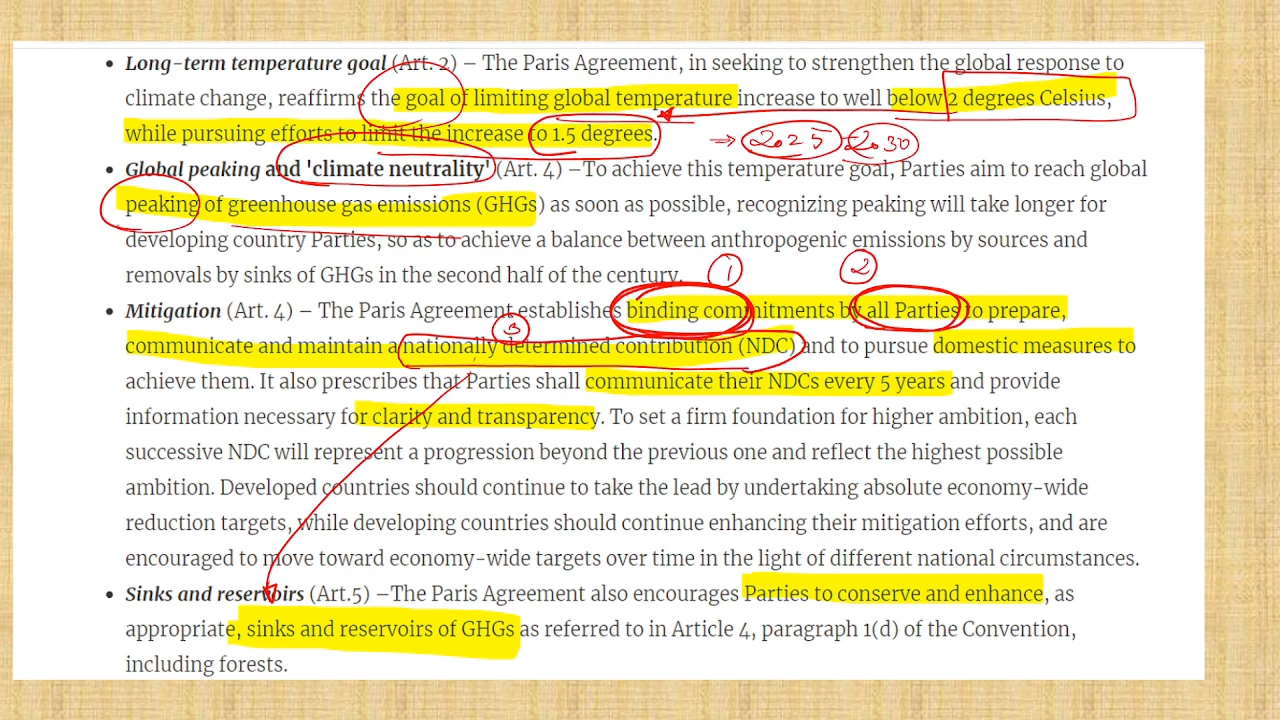 • Long-term temperature goal (Art. 2) – The Paris Agreement, in seeking to strengthen the global response to
climate change, reaffirms the goal of limiting global temperature increase to well below 2 degrees Celsius,
while pursuing efforts to limit the increase to 1.5 degrees. ⇒ 2025 - 2030
• Global peaking and 'climate neutrality' (Art. 4) –To achieve this temperature goal, Parties aim to reach global
peaking of greenhouse gas emissions (GHGs) as soon as possible, recognizing peaking will take longer for
developing country Parties, so as to achieve a balance between anthropogenic emissions by sources and
removals by sinks of GHGs in the second half of the century.
1 2
• Mitigation (Art. 4) – The Paris Agreement establishes binding commitments by all Parties to prepare,
3
communicate and maintain a nationally determined contribution (NDC) and to pursue domestic measures to
achieve them. It also prescribes that Parties shall communicate their NDCs every 5 years and provide
information necessary for clarity and transparency. To set a firm foundation for higher ambition, each
successive NDC will represent a progression beyond the previous one and reflect the highest possible
ambition. Developed countries should continue to take the lead by undertaking absolute economy-wide
reduction targets, while developing countries should continue enhancing their mitigation efforts, and are
encouraged to move toward economy-wide targets over time in the light of different national circumstances.
• Sinks and reservoirs (Art.5) –The Paris Agreement also encourages Parties to conserve and enhance, as
appropriate, sinks and reservoirs of GHGs as referred to in Article 4, paragraph 1(d) of the Convention,
including forests.